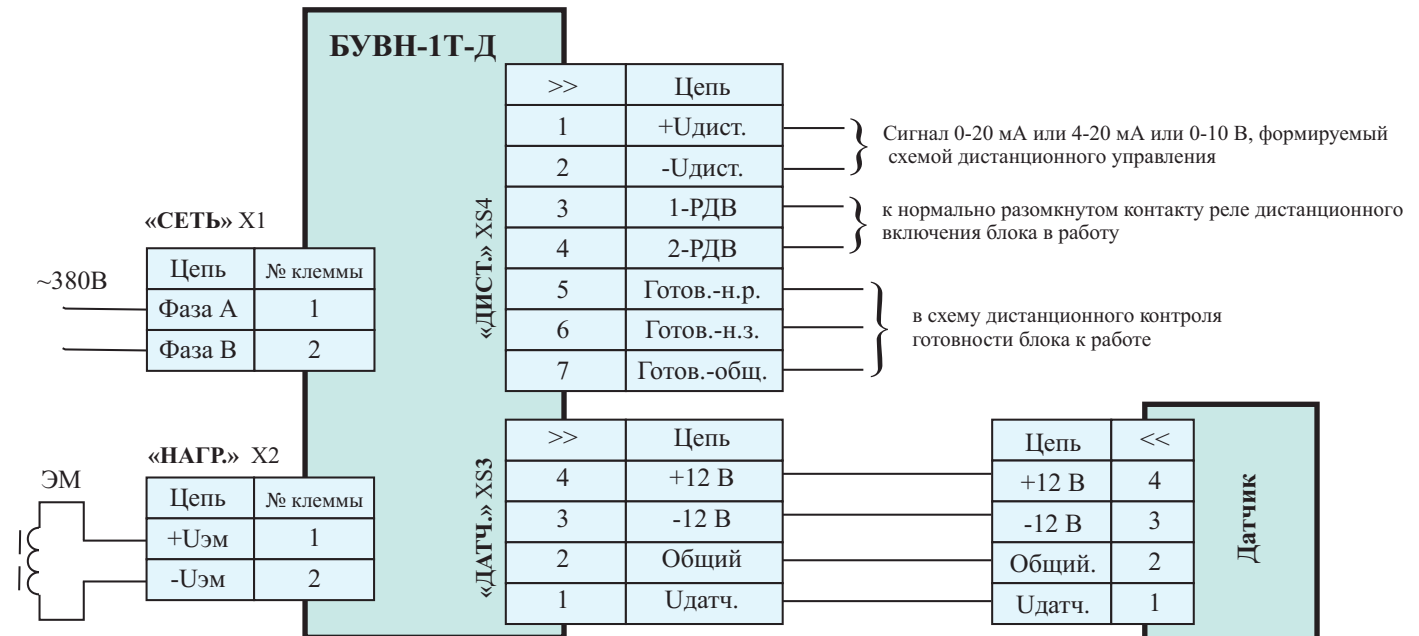 БУВН-1Т-Д
>> Цепь
1 +Uдист.
2 -Uдист.
3 1-РДВ
4 2-РДВ
5 Готов.-н.р.
6 Готов.-н.з.
7 Готов.-общ.
«ДИСТ.» XS4
Сигнал 0-20 мА или 4-20 мА или 0-10 В, формируемый
схемой дистанционного управления
к нормально разомкнутом контакту реле дистанционного
включения блока в работу
в схему дистанционного контроля
готовности блока к работе
«СЕТЬ» X1
~380В
Цепь № клеммы
Фаза А 1
Фаза В 2
«НАГР.» X2
ЭМ
Цепь № клеммы
+Uэм 1
-Uэм 2
«ДАТЧ.» XS3
>> Цепь
4 +12 В
3 -12 В
2 Общий
1 Uдатч.
Цепь <<
+12 В 4
-12 В 3
Общий. 2
Uдатч. 1
Датчик